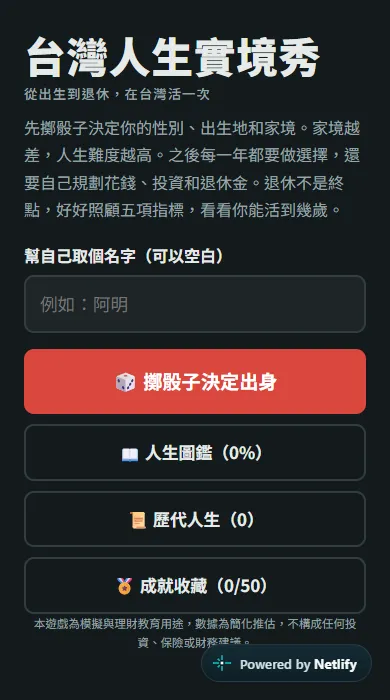 台灣人生實境秀
從出生到退休，在台灣活一次
先擲骰子決定你的性別、出生地和家境。家境越
差，人生難度越高。之後每一年都要做選擇，還
要自己規劃花錢、投資和退休金。退休不是終
點，好好照顧五項指標，看看你能活到幾歲。
幫自己取個名字（可以空白）
例如：阿明
🎲 擲骰子決定出身
📖 人生圖鑑（0%）
📜 歷代人生（0）
🏅 成就收藏（0/50）
本遊戲為模擬與理財教育用途，數據為簡化推估，不構成任何投
資、保險或財務建議。
Powered by Netlify